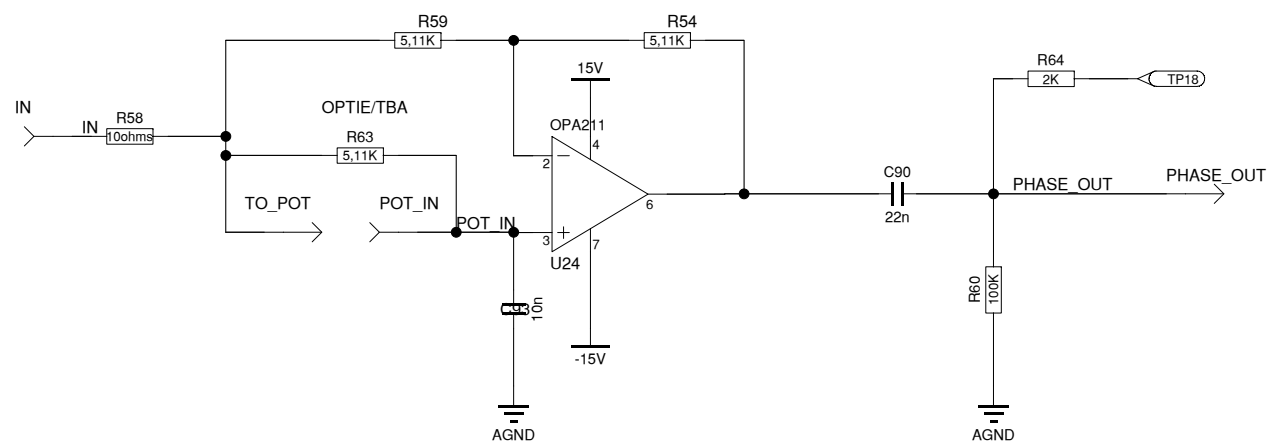 R59
R54
5,11K
5,11K
R64
15V
2K
TP18
IN
OPTIE/TBA
R58
IN
10ohms
OPA211
R63
4
5,11K
2
C90
PHASE_OUT
PHASE_OUT
TO_POT
POT_IN
6
22n
POT_IN
3
7
U24
R60
100K
C93
10n
-15V
AGND
AGND